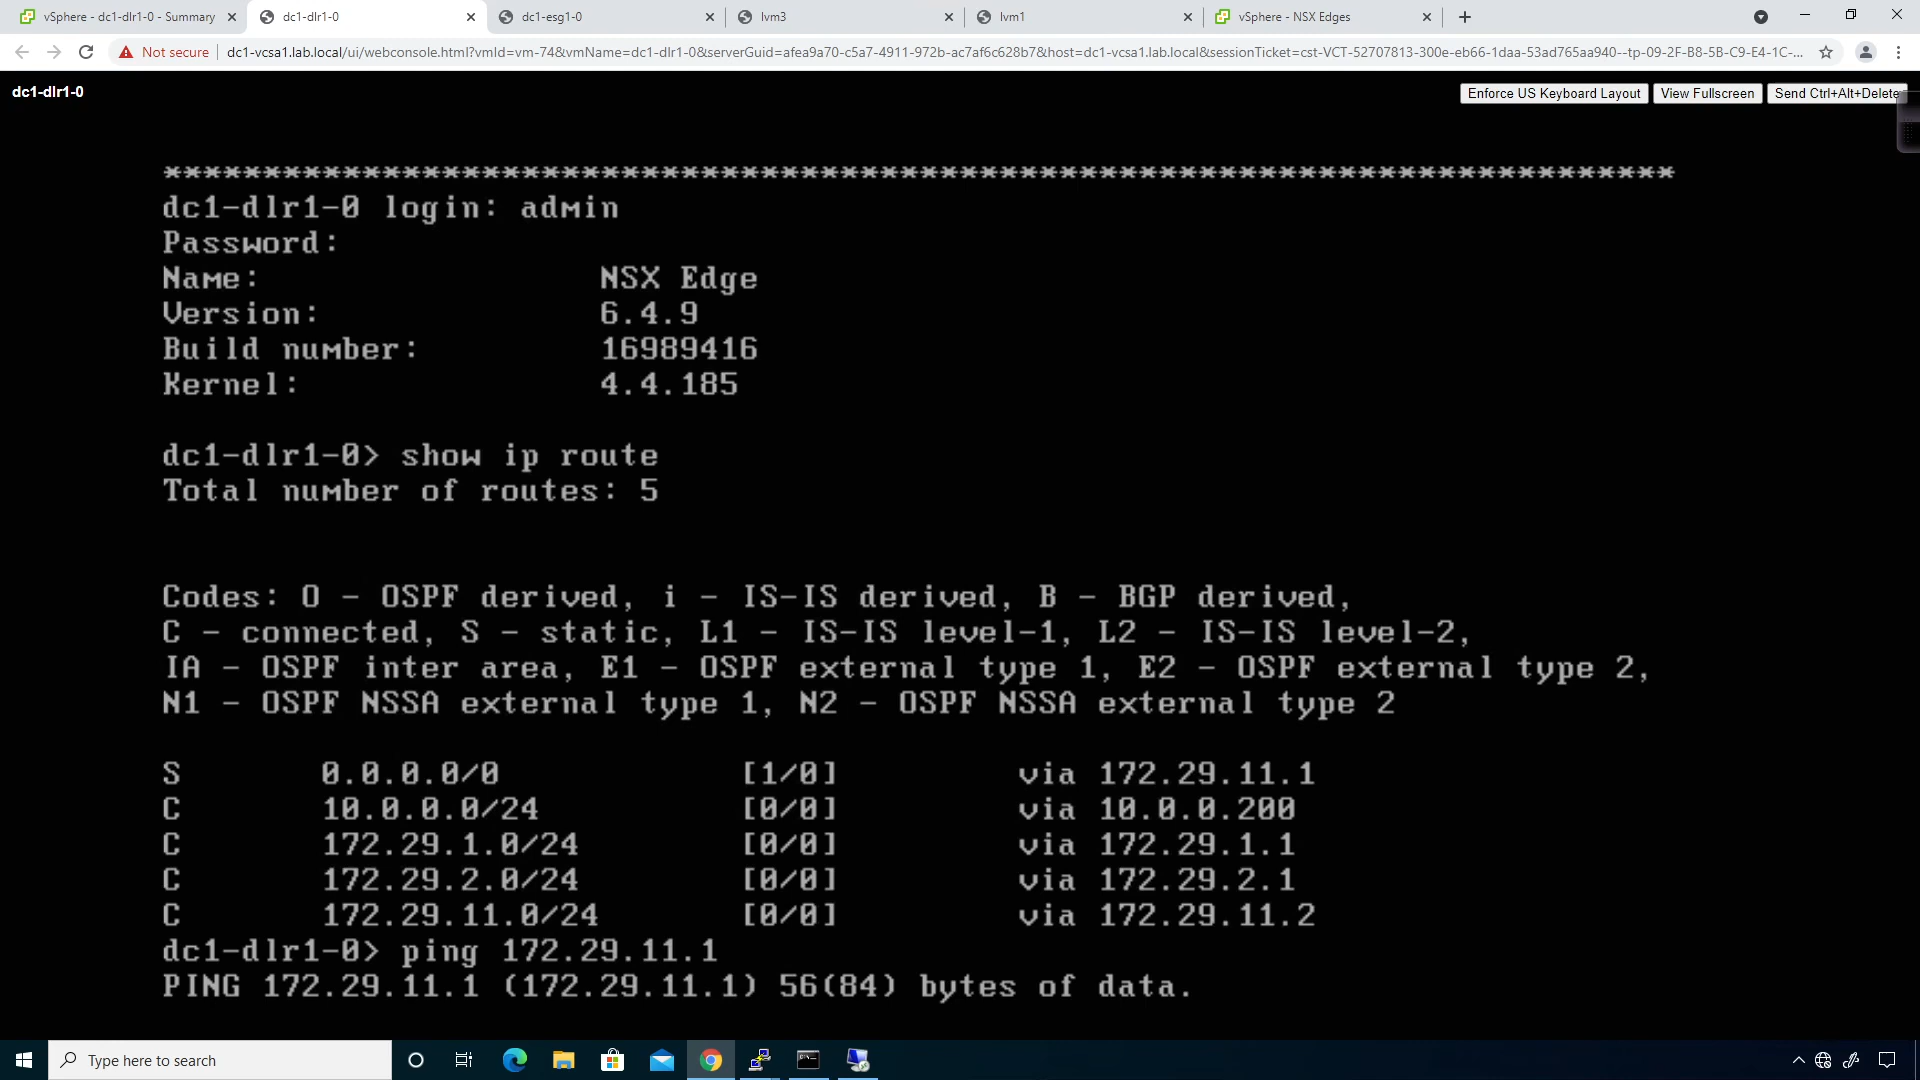 vSphere - dc1-dlr1-0 - Summary
dc1-dlr1-0
dc1-esg1-0
lvm3
lvm1
vSphere - NSX Edges
Not secure
dc1-vcsa1.lab.local/ui/webconsole.html?vmId=vm-74&vmName=dc1-dlr1-0&serverGuid=afea9a70-c5a7-4911-972b-ac7af6c628b7&host=dc1-vcsa1.lab.local&sessionTicket=cst-VCT-52707813-300e-eb66-1daa-53ad765aa940--tp-09-2F-B8-5B-C9-E4-1C-...
dc1-dlr1-0
Enforce US Keyboard Layout
View Fullscreen
Send Ctrl+Alt+Delete
****************************************************************************
dc1-dlr1-0 login: admin
Password:
Name: NSX Edge
Version: 6.4.9
Build number: 16989416
Kernel: 4.4.185
dc1-dlr1-0> show ip route
Total number of routes: 5
Codes: O - OSPF derived, i - IS-IS derived, B - BGP derived,
C - connected, S - static, L1 - IS-IS level-1, L2 - IS-IS level-2,
IA - OSPF inter area, E1 - OSPF external type 1, E2 - OSPF external type 2,
N1 - OSPF NSSA external type 1, N2 - OSPF NSSA external type 2
S 0.0.0.0/0 [1/0] via 172.29.11.1
C 10.0.0.0/24 [0/0] via 10.0.0.200
C 172.29.1.0/24 [0/0] via 172.29.1.1
C 172.29.2.0/24 [0/0] via 172.29.2.1
C 172.29.11.0/24 [0/0] via 172.29.11.2
dc1-dlr1-0> ping 172.29.11.1
PING 172.29.11.1 (172.29.11.1) 56(84) bytes of data.
Type here to search